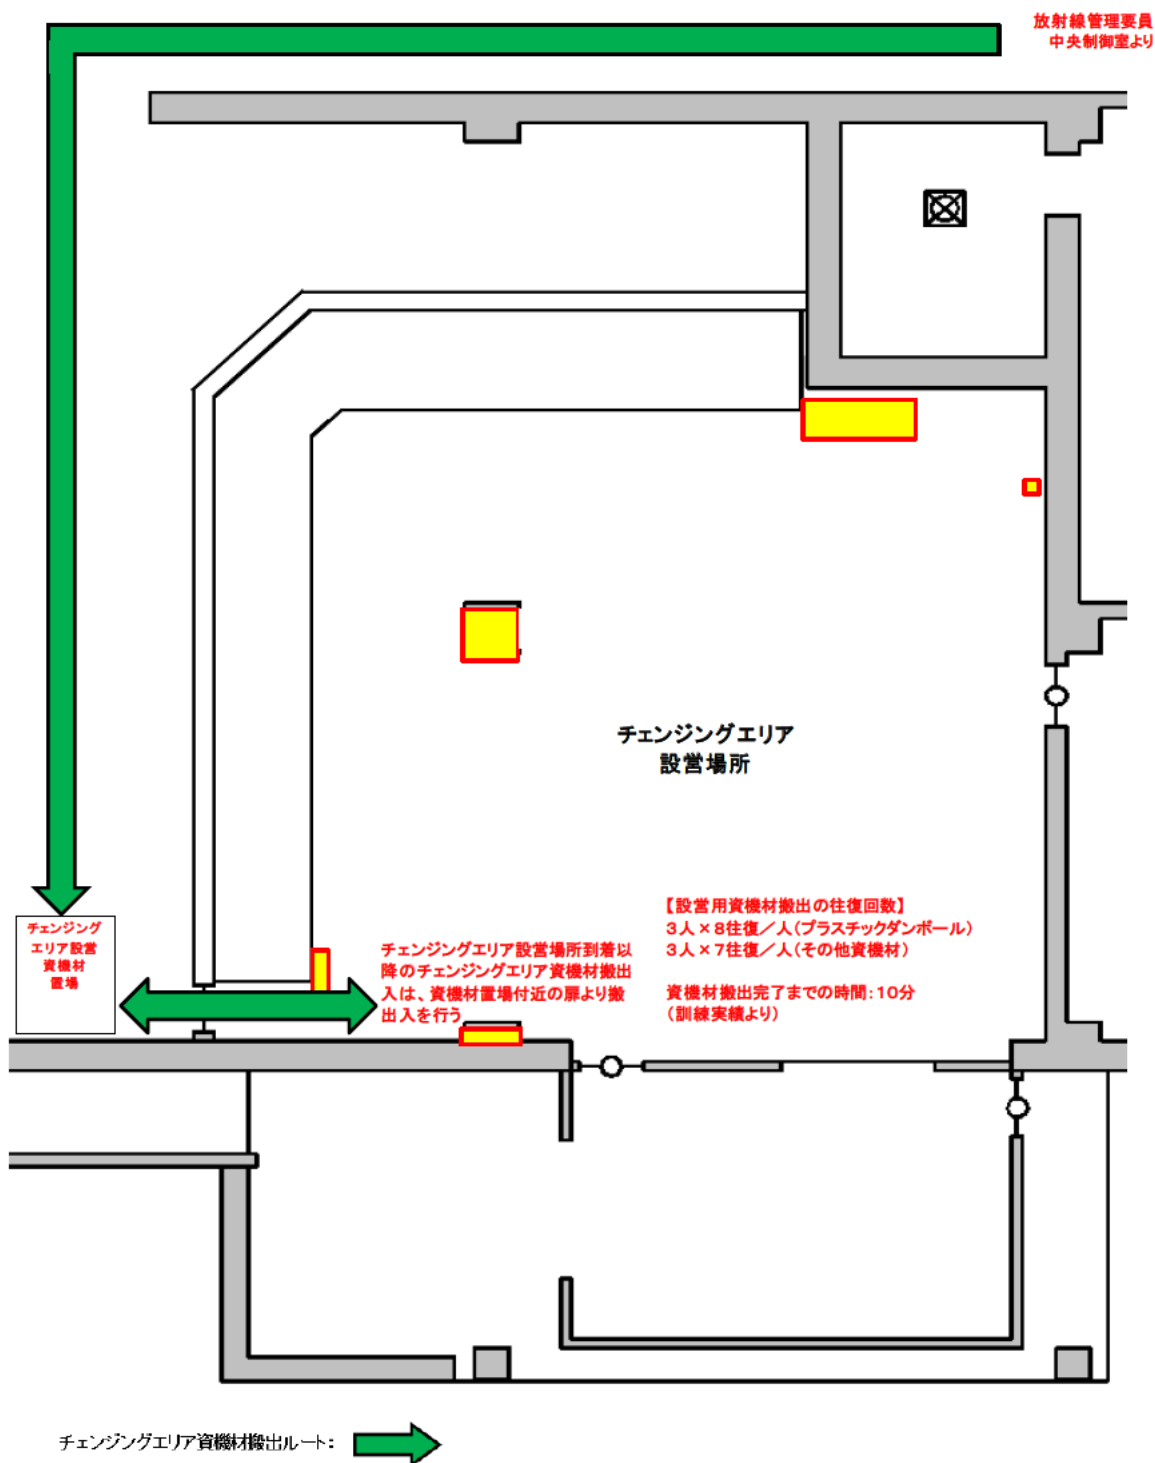 放射線管理要員
中央制御室より
チェンジングエリア
設営場所
【設営用資機材搬出の往復回数】
3人×8往復／人(プラスチックダンボール)
3人×7往復／人(その他資機材)
資機材搬出完了までの時間：10分
(訓練実績より)
チェンジング
エリア設営
資機材
置場
チェンジングエリア設営場所到着以
降のチェンジングエリア資機材搬出
入は、資機材置場付近の扉より搬
出入を行う
チェンジングエリア資機材搬出ルート：